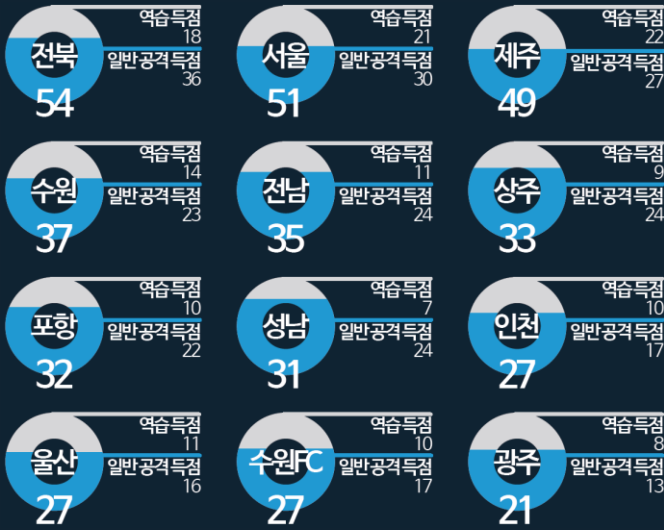 전북
역습득점
18
일반공격득점
36
54
서울
역습득점
21
일반공격득점
30
51
제주
역습득점
22
일반공격득점
27
49
수원
역습득점
14
일반공격득점
23
37
전남
역습득점
11
일반공격득점
24
35
상주
역습득점
9
일반공격득점
24
33
포항
역습득점
10
일반공격득점
22
32
성남
역습득점
7
일반공격득점
24
31
인천
역습득점
10
일반공격득점
17
27
울산
역습득점
11
일반공격득점
16
27
수원FC
역습득점
10
일반공격득점
17
27
광주
역습득점
8
일반공격득점
13
21